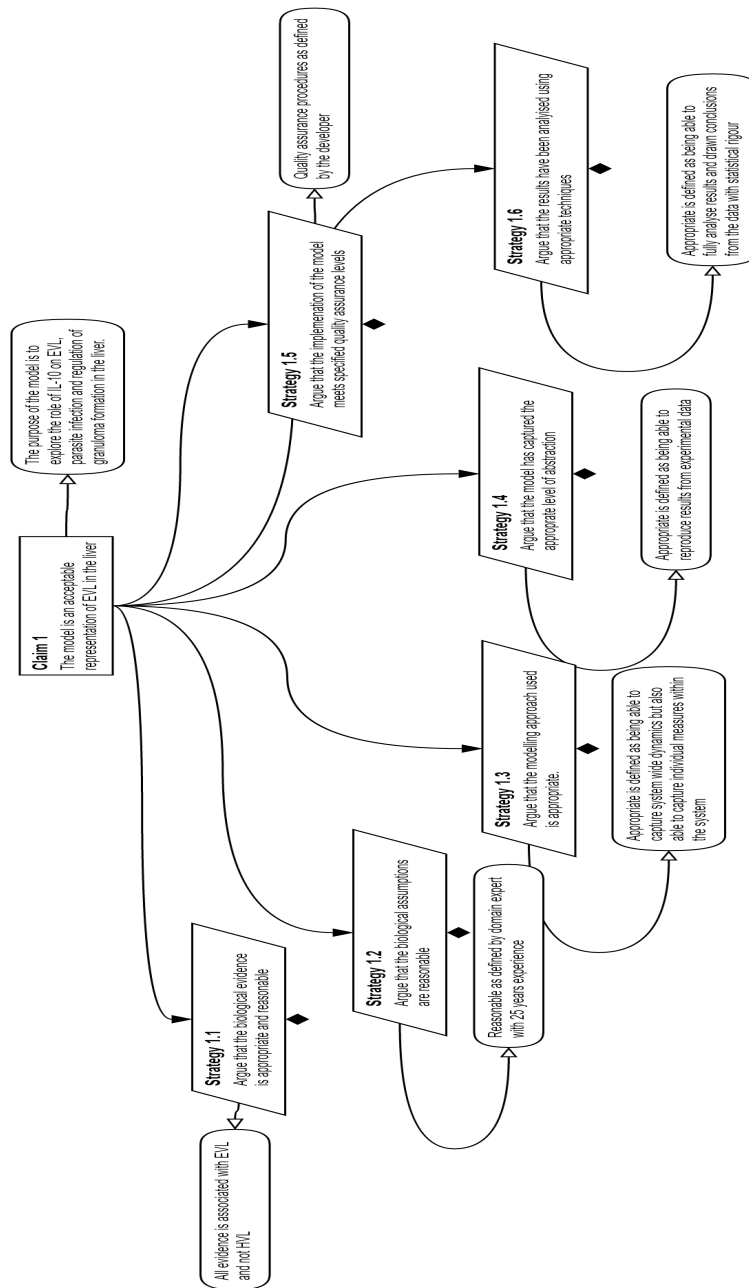 The purpose of the model is to
explore the role of IL-10 on EVL,
parasite infection and regulation of
granuloma formation in the liver.
Claim 1
The model is an acceptable
representation of EVL in the liver
All evidence is associated with EVL
and not HVL
Strategy 1.1
Argue that the biological evidence
is appropriate and reasonable
Strategy 1.2
Argue that the biological assumptions
are reasonable
Reasonable as defined by domain expert
with 25 years experience
Strategy 1.3
Argue that the modelling approach used
is appropriate.
Appropriate is defined as being able to
capture system wide dynamics but also
able to capture individual measures within
the system
Strategy 1.4
Argue that the model has captured the
approprate level of abstraction
Appropriate is defined as being able to
reproduce results from experimental data
Strategy 1.5
Argue that the implemenation of the model
meets specified quality assurance levels
Quality assurance procedures as defined
by the developer
Strategy 1.6
Argue that the results have been analyised using
appropriate techniques
Appropriate is defined as being able to
fully analyse results and drawn conclusions
from the data with statistical rigour